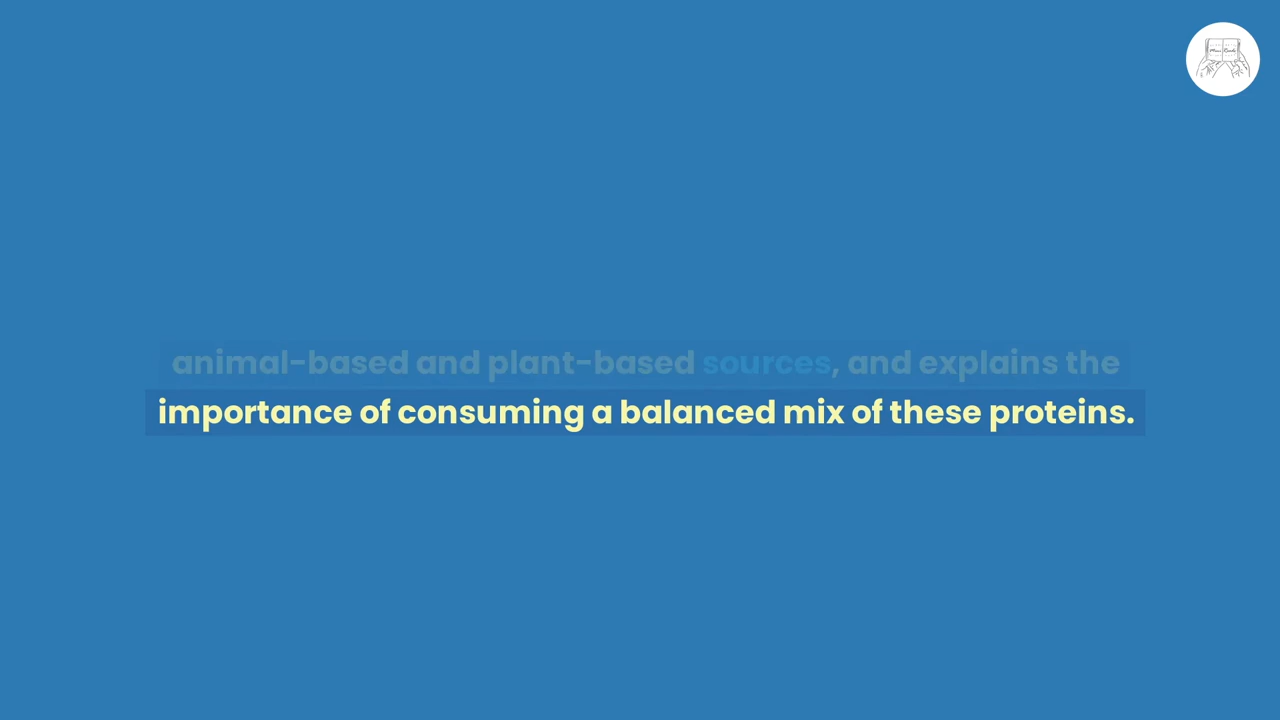 animal-based and plant-based sources, and explains the
importance of consuming a balanced mix of these proteins.